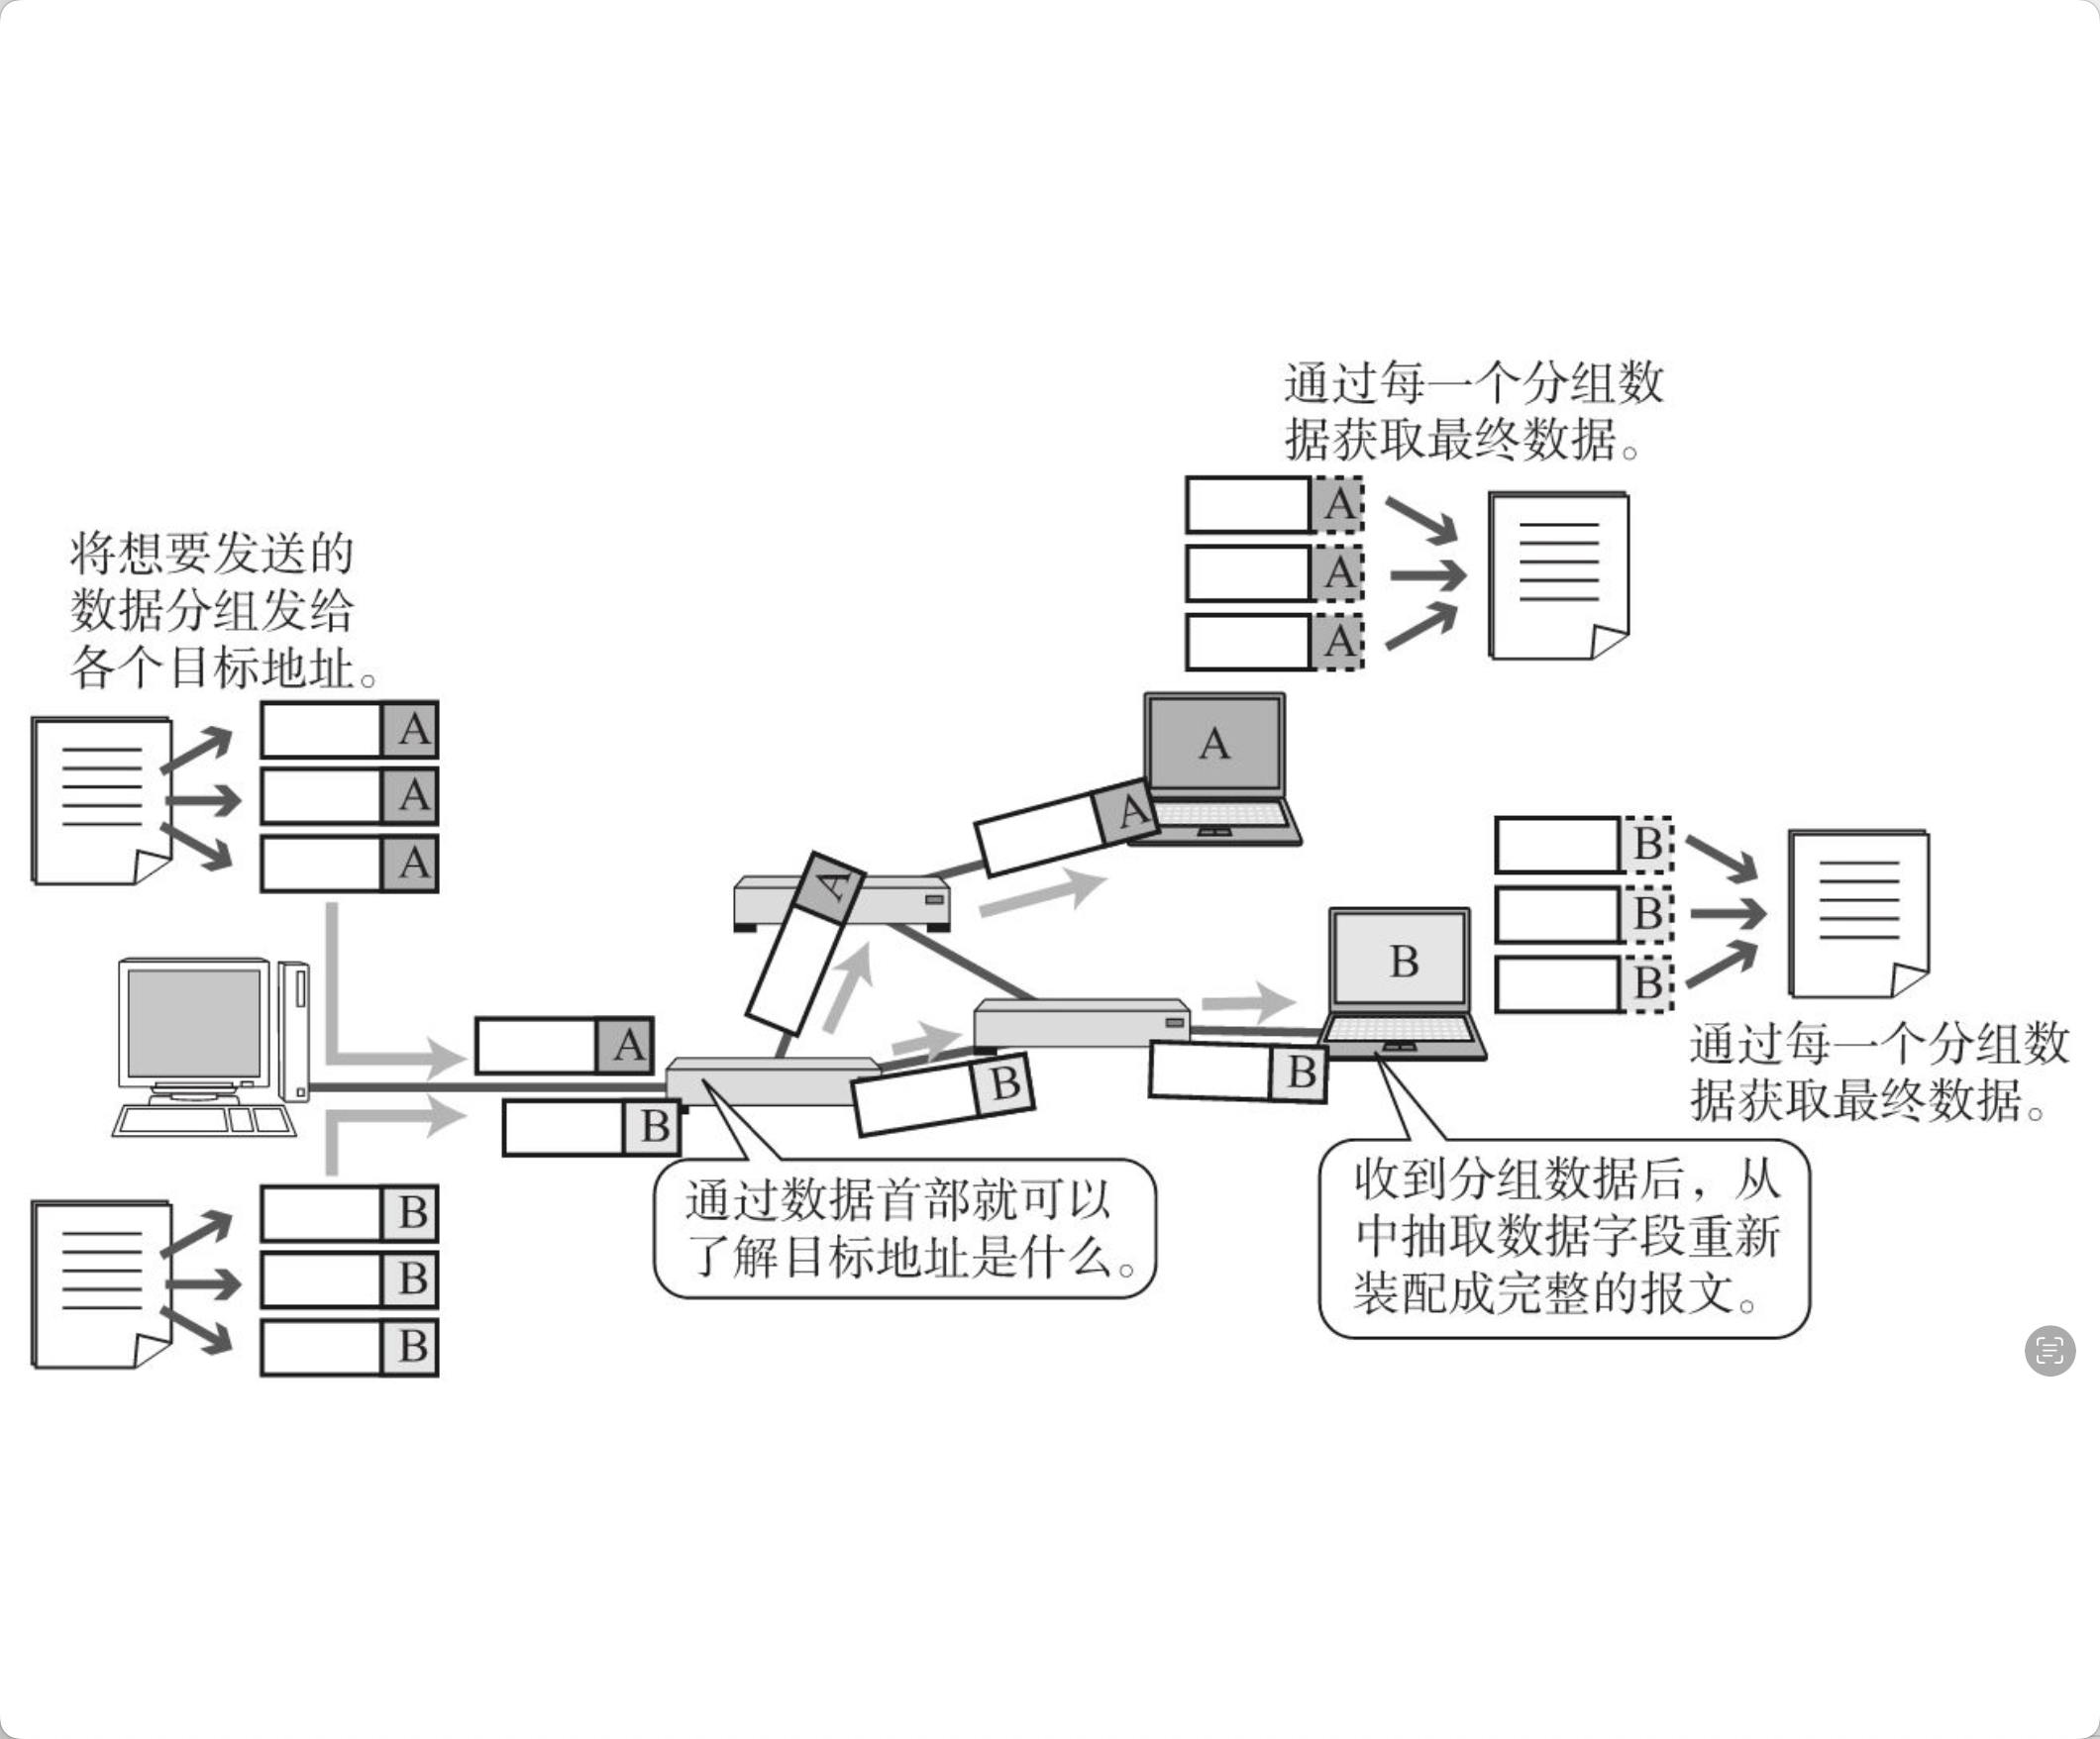 将想要发送的
数据分组发给
各个目标地址。
A
A
A
B
B
B
A
B
通过数据首部就可以
了解目标地址是什么。
A
A
A
B
B
B
通过每一个分组数
据获取最终数据。
A
A
A
B
B
B
通过每一个分组数
据获取最终数据。
收到分组数据后，从
中抽取数据字段重新
装配成完整的报文。